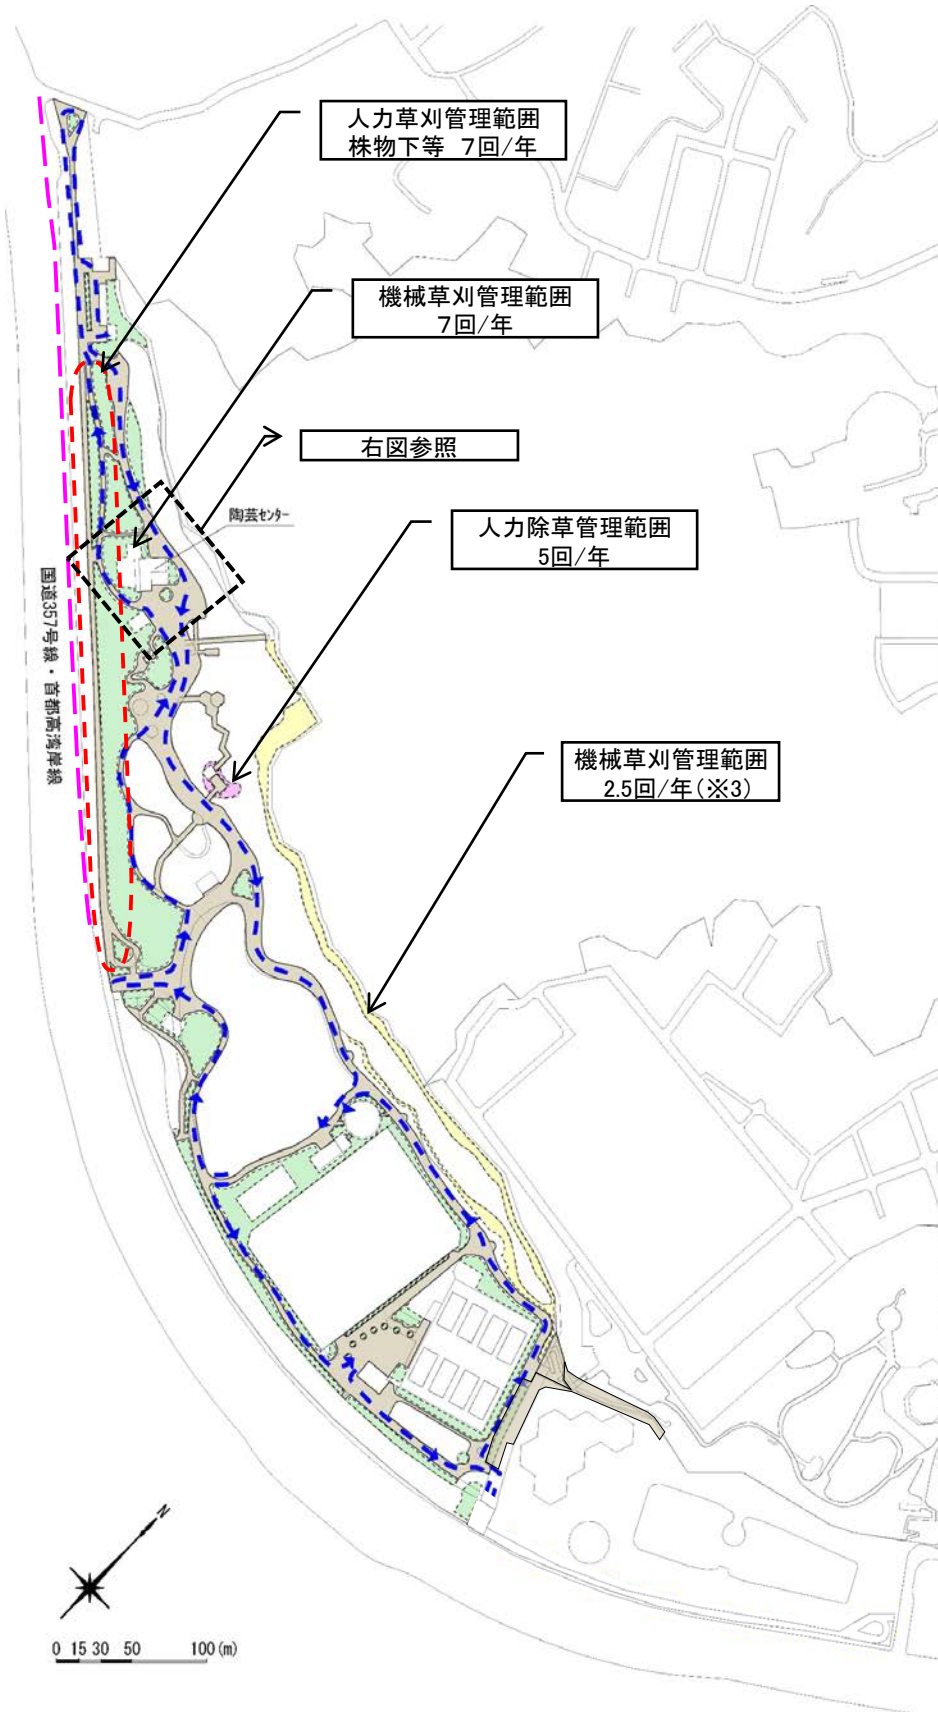 人力草刈管理範囲
株物下等 7回/年
機械草刈管理範囲
7回/年
右図参照
陶芸センター
人力除草管理範囲
5回/年
国道357号線・首都高湾岸線
機械草刈管理範囲
2.5回/年(※3)
N
0 15 30 50 100(m)